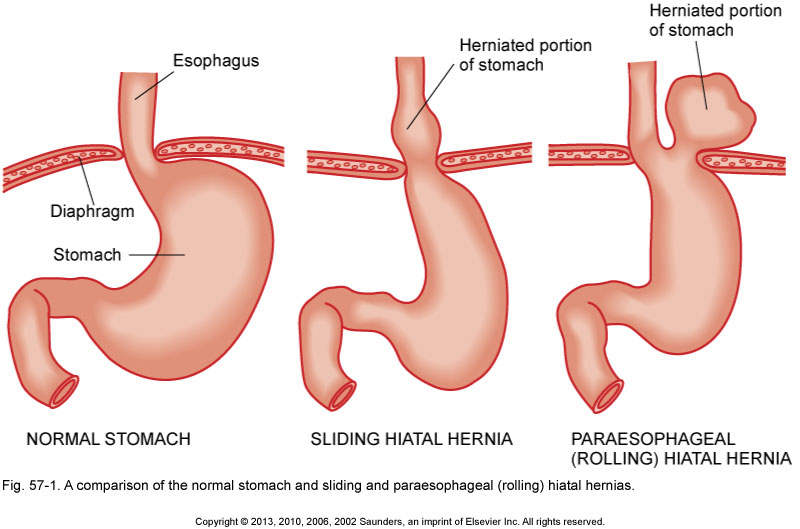 Esophagus
Diaphragm
Stomach
NORMAL STOMACH
Herniated portion
of stomach
SLIDING HIATAL HERNIA
Herniated portion
of stomach
PARAESOPHAGEAL
(ROLLING) HIATAL HERNIA
Fig. 57-1. A comparison of the normal stomach and sliding and paraesophageal (rolling) hiatal hernias.
Copyright © 2013, 2010, 2006, 2002 Saunders, an imprint of Elsevier Inc. All rights reserved.